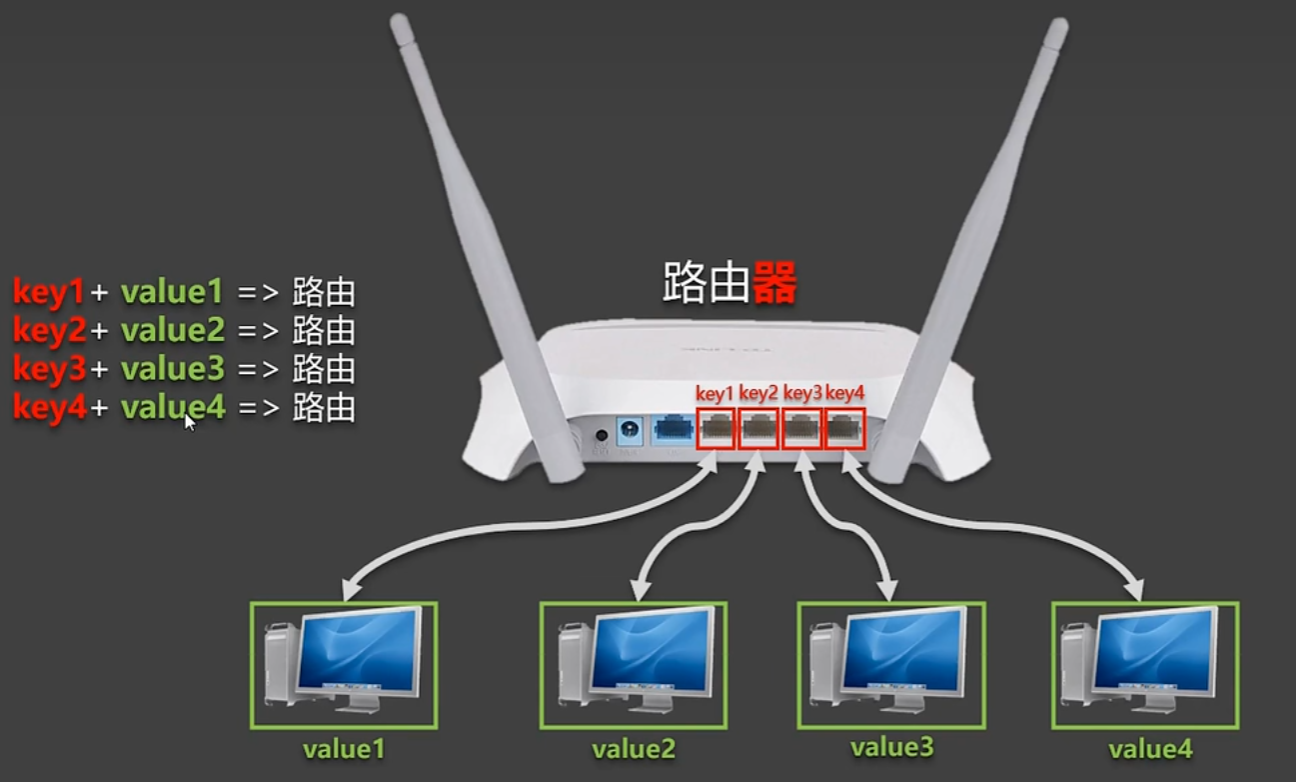 路由器
key1+ value1 => 路由
key2+ value2 => 路由
key3+ value3 => 路由
key4+ value4 => 路由
key1 key2 key3 key4
value1 value2 value3 value4